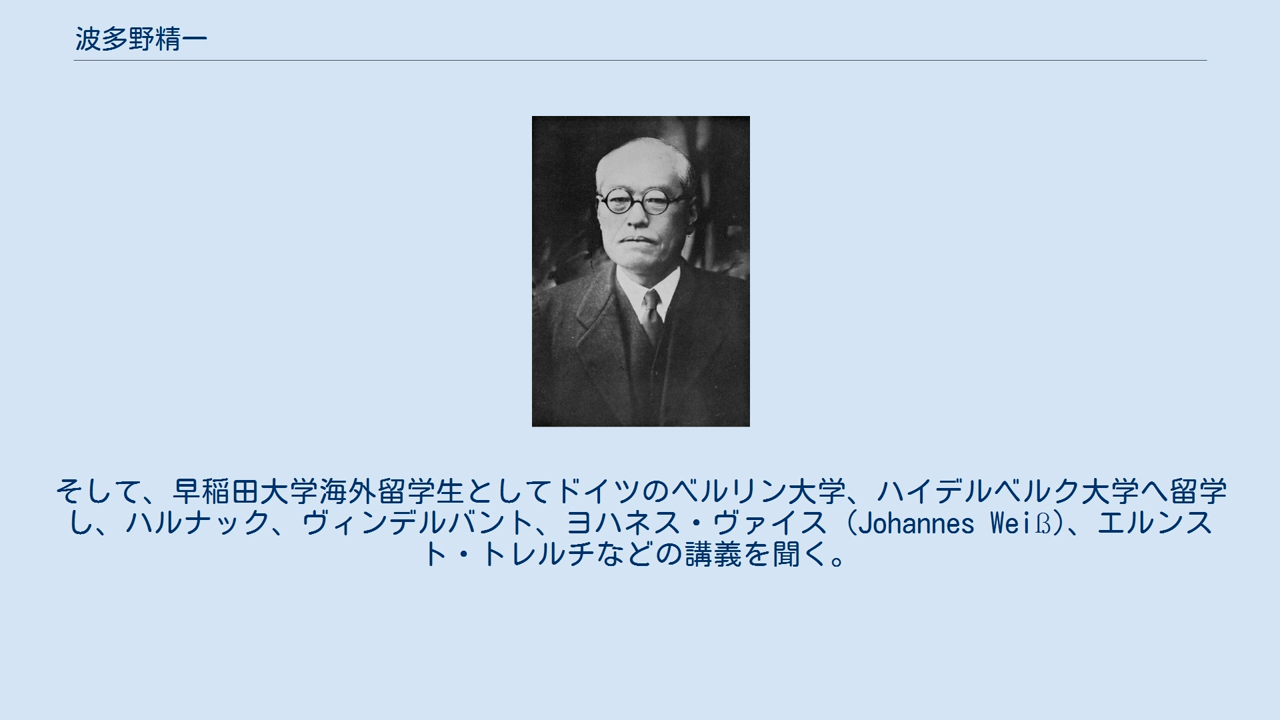 波多野精一
そして、早稲田大学海外留学生としてドイツのベルリン大学、ハイデルベルク大学へ留学
し、ハルナック、ヴィンデルバント、ヨハネス・ヴァイス（Johannes Weiß）、エルンス
ト・トレルチなどの講義を聞く。